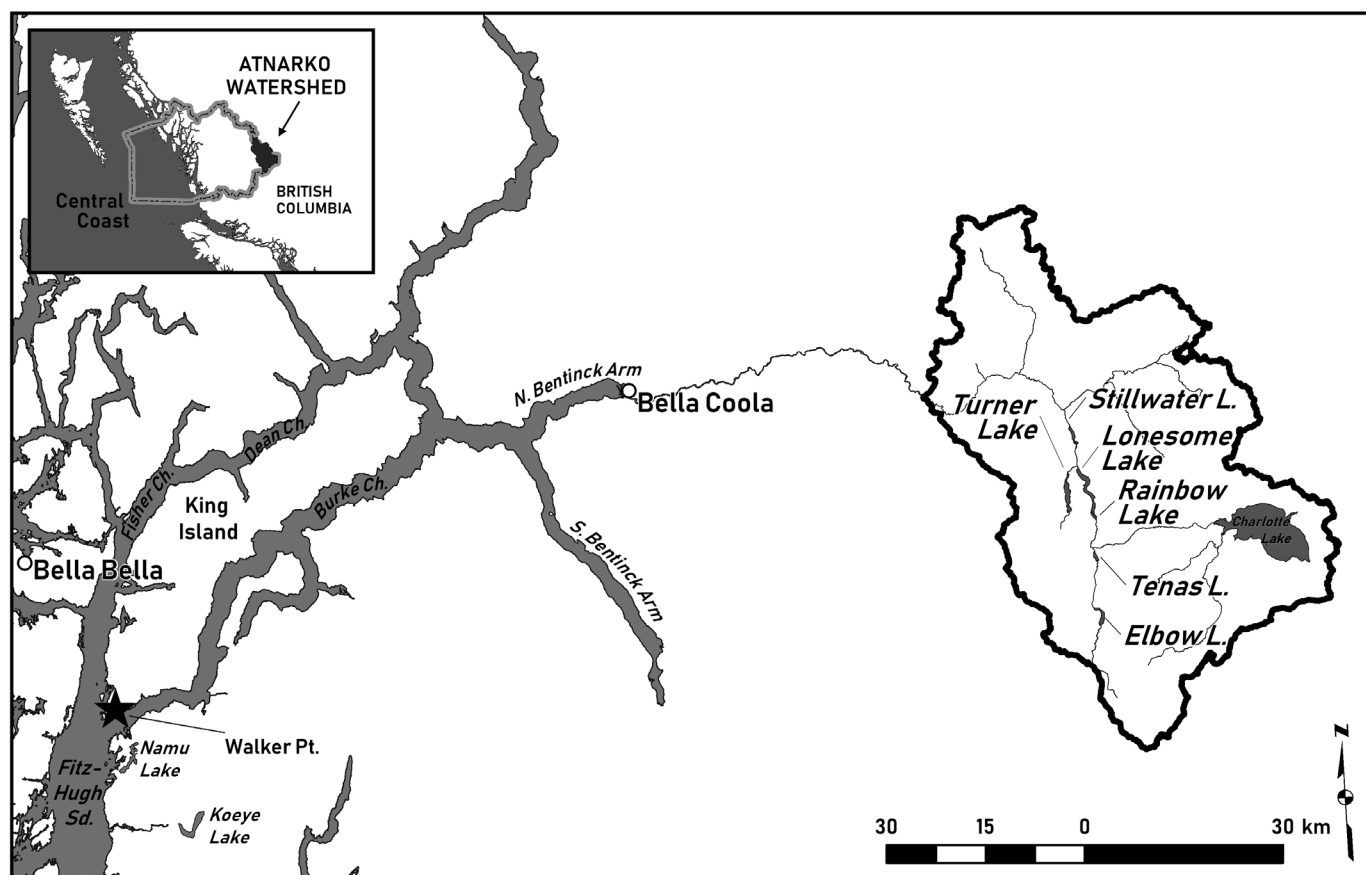 ATNARKO
WATERSHED
Central
Coast
BRITISH
COLUMBIA
N. Bentinck Arm
Bella Coola
Dean Ch.
Fisher Ch.
King
Island
Burke Ch.
S. Bentinck Arm
Bella Bella
Walker Pt.
Namu
Lake
Fitz-
Hugh
Sd.
Koeye
Lake
Turner
Lake
Stillwater L.
Lonesome
Lake
Rainbow
Lake
Charlotte
Lake
Tenas L.
Elbow L.
N
30 15 0 30 km